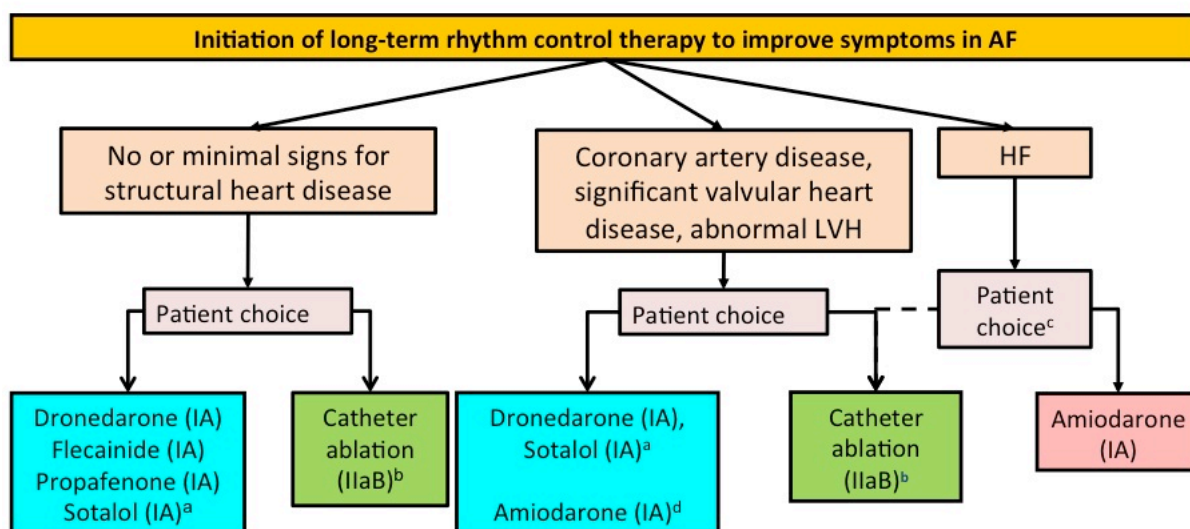 Initiation of long-term rhythm control therapy to improve symptoms in AF
No or minimal signs for
structural heart disease
Coronary artery disease,
significant valvular heart
disease, abnormal LVH
HF
Patient choice
Patient choice
Patient
choiceᶜ
Dronedarone (IA)
Flecainide (IA)
Propafenone (IA)
Sotalol (IA)ᵃ
Catheter
ablation
(IIaB)ᵇ
Dronedarone (IA),
Sotalol (IA)ᵃ
Amiodarone (IA)ᵈ
Catheter
ablation
(IIaB)ᵇ
Amiodarone
(IA)